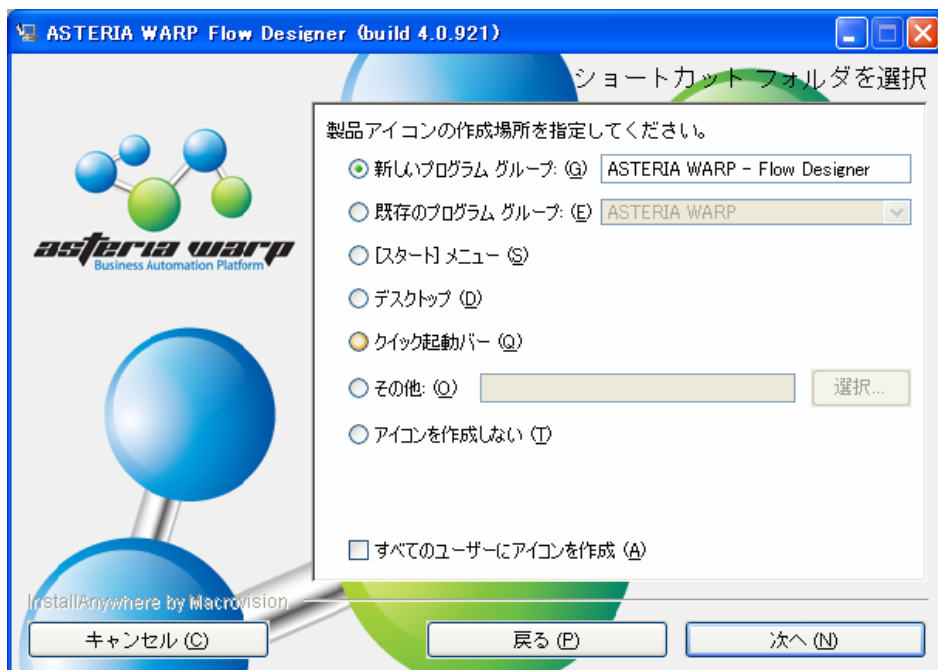 ASTERIA WARP Flow Designer (build 4.0.921)
ショートカット フォルダを選択
製品アイコンの作成場所を指定してください。
新しいプログラム グループ: (G) ASTERIA WARP - Flow Designer
既存のプログラム グループ: (E) ASTERIA WARP
[スタート] メニュー (S)
デスクトップ (D)
クイック起動バー (Q)
その他: (O) 選択...
アイコンを作成しない (T)
すべてのユーザーにアイコンを作成 (A)
asteria warp
Business Automation Platform
InstallAnywhere by Macrovision
キャンセル (C) 戻る (P) 次へ (N)